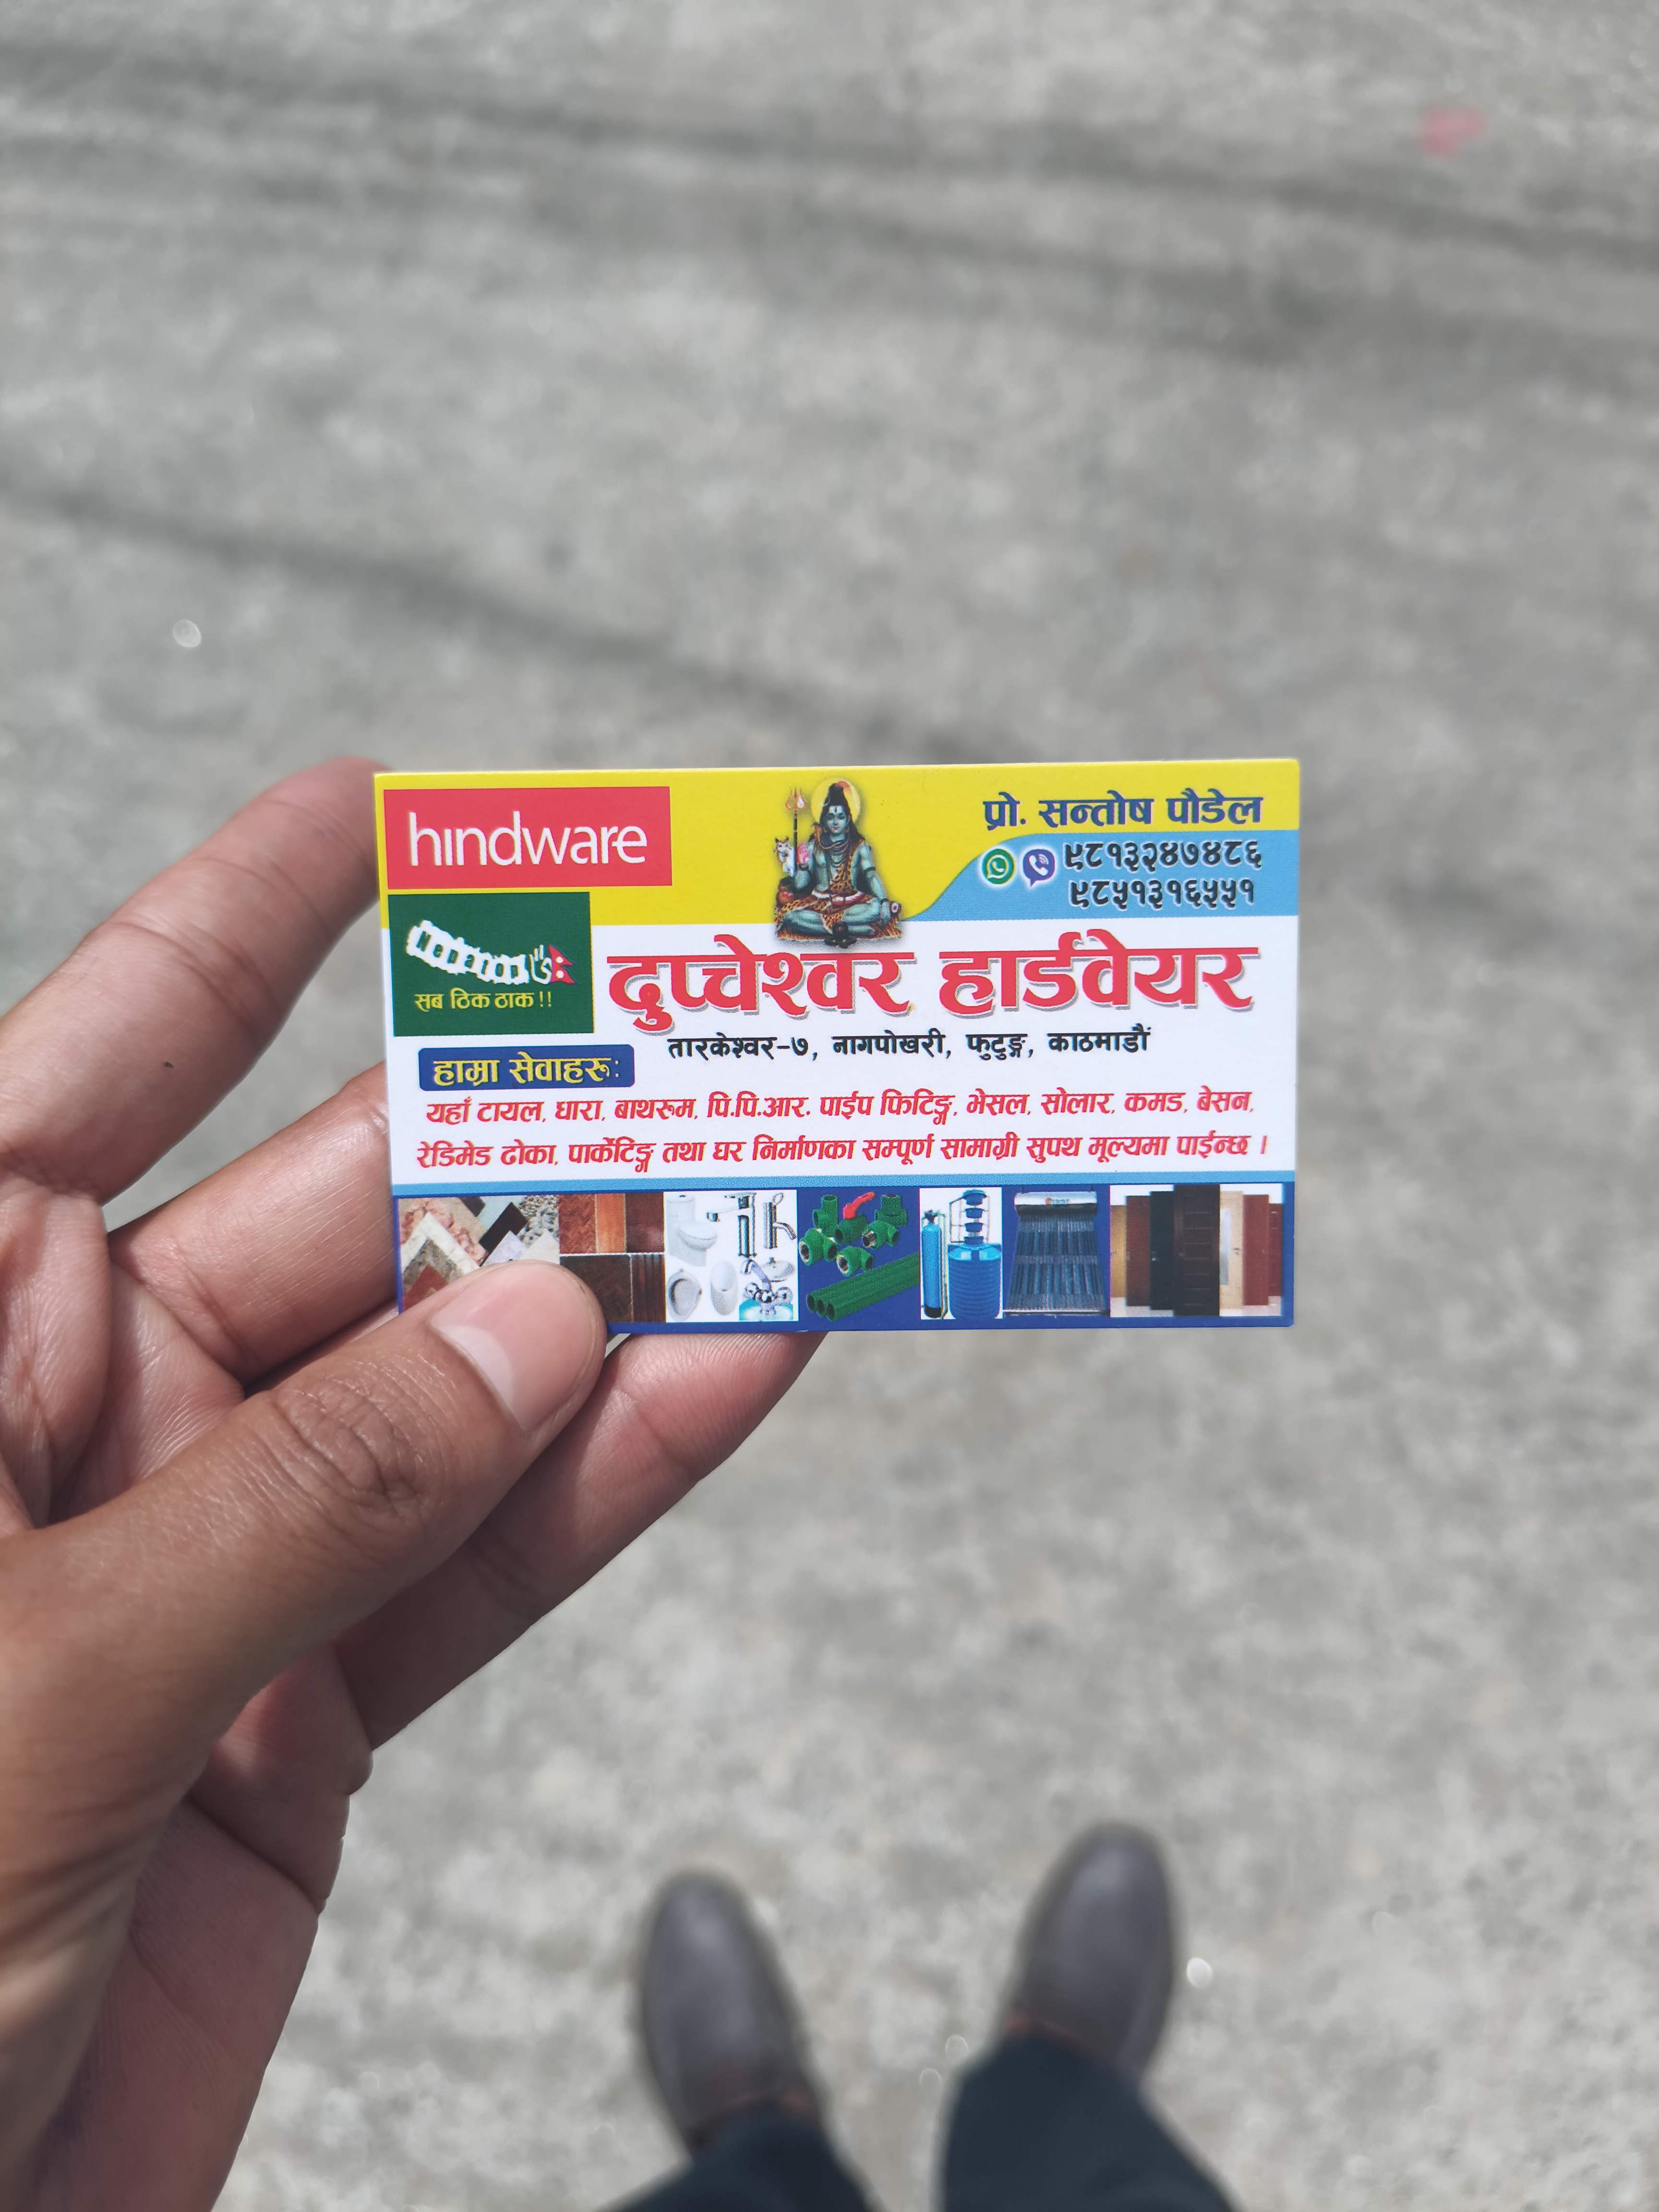 hindware
प्रो. सन्तोष पौडेल
९८१३२४७४८६
९८५१३१६५५१
Nepatop
सब ठिक ठाक !!
दुप्चेश्वर हार्डवेयर
तारकेश्वर-७, नागपोखरी, फुटुङ्ग, काठमाडौं
हाम्रा सेवाहरू:
यहाँ टायल, धारा, बाथरूम, पि.पि.आर. पाईप फिटिङ्ग, भेसल, सोलार, कमड, बेसन,
रेडिमेड ढोका, पार्केटिङ्ग तथा घर निर्माणका सम्पूर्ण सामाग्री सुपथ मूल्यमा पाईन्छ ।